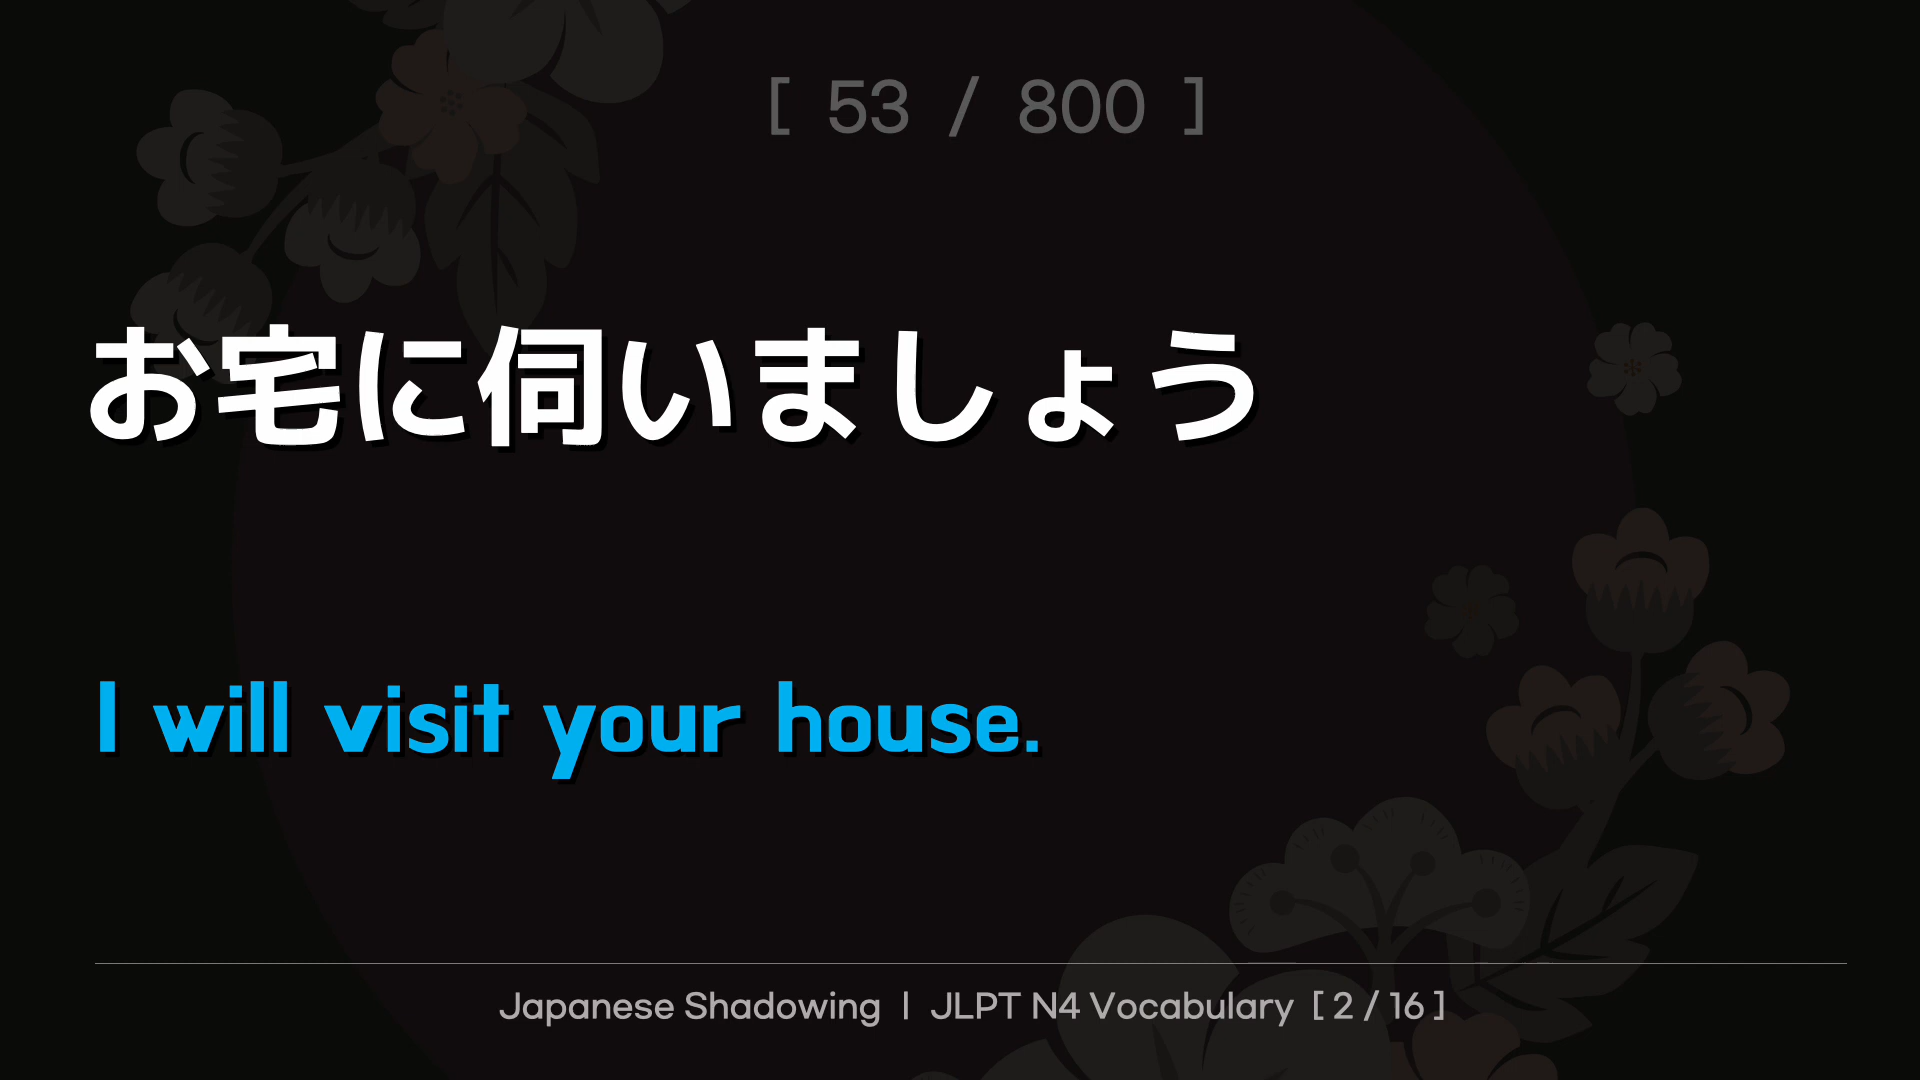 [ 53 / 800 ]
お宅に伺いましょう
I will visit your house.
Japanese Shadowing | JLPT N4 Vocabulary [ 2 / 16 ]